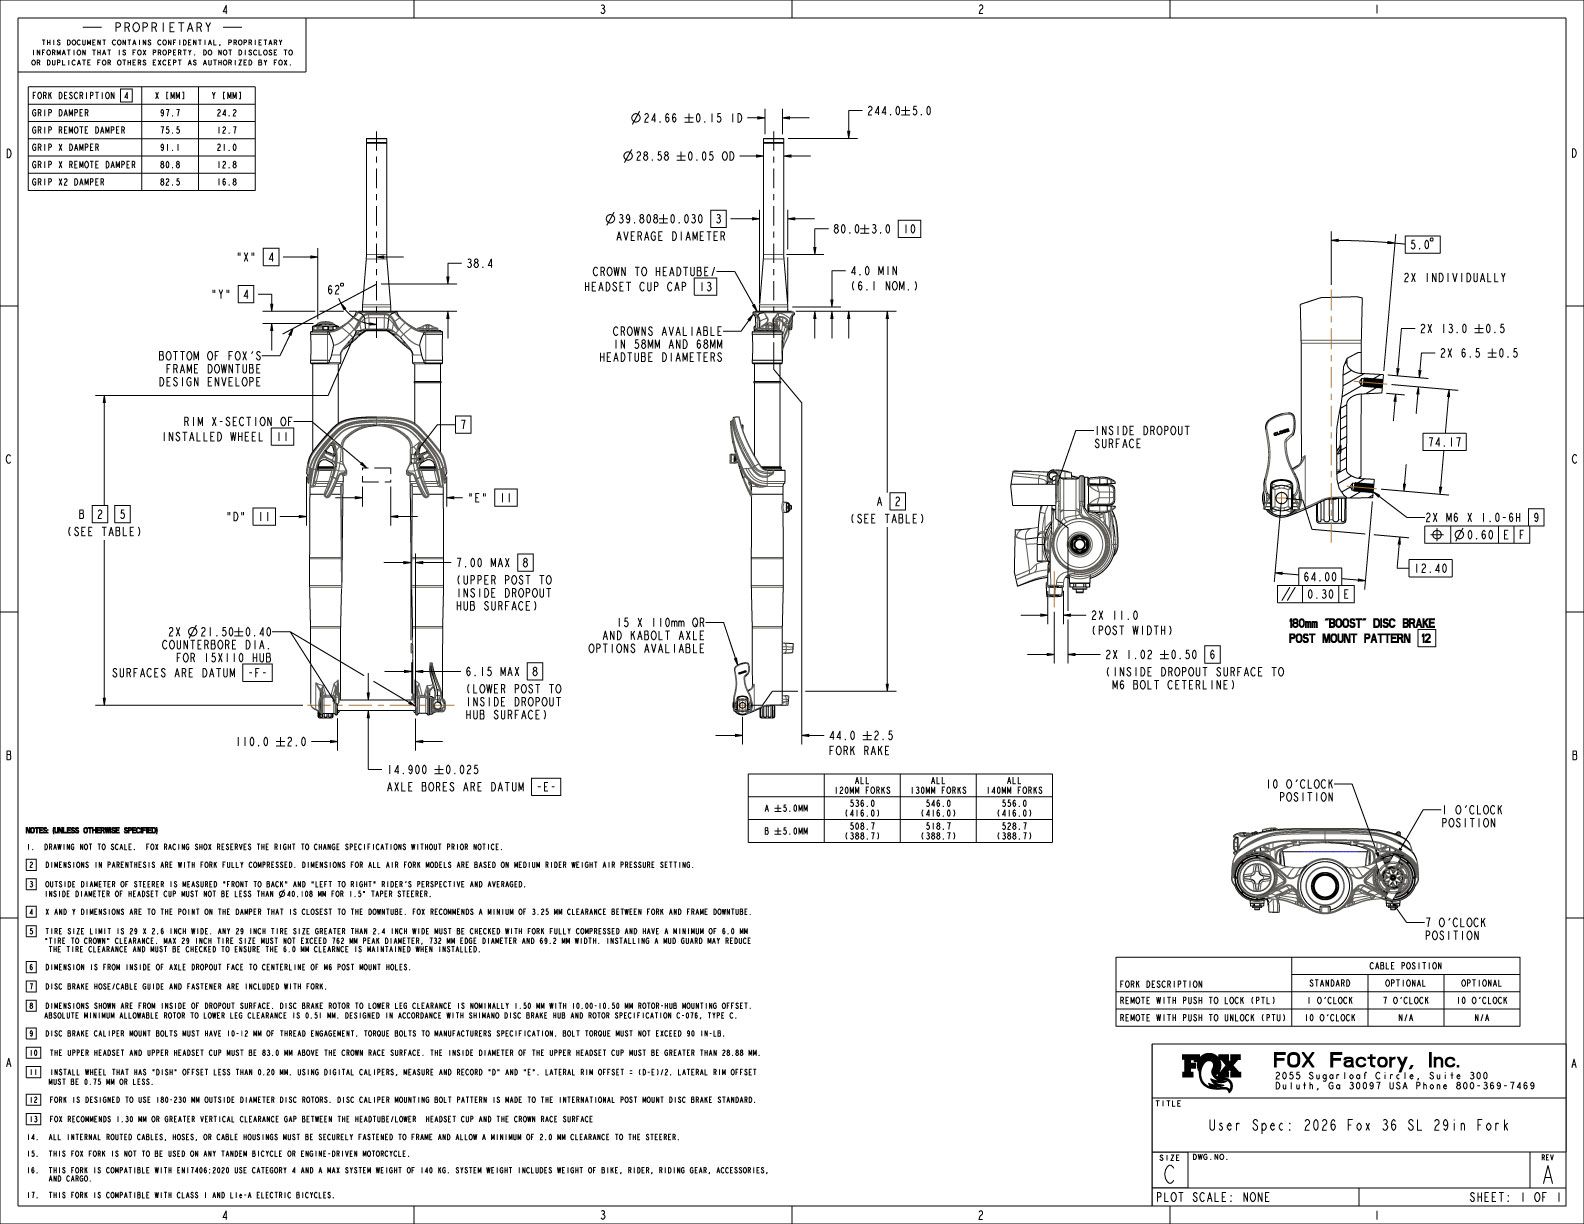 4
3
2
1
PROPRIETARY
THIS DOCUMENT CONTAINS CONFIDENTIAL, PROPRIETARY
INFORMATION THAT IS FOX PROPERTY. DO NOT DISCLOSE TO
OR DUPLICATE FOR OTHERS EXCEPT AS AUTHORIZED BY FOX.
FORK DESCRIPTION 4 X [MM] Y [MM]
GRIP DAMPER 97.7 24.2
GRIP REMOTE DAMPER 75.5 12.7
GRIP X DAMPER 91.1 21.0
GRIP X REMOTE DAMPER 80.8 12.8
GRIP X2 DAMPER 82.5 16.8
D
D
C
C
B
B
A
A
"X" 4
"Y" 4
62°
38.4
BOTTOM OF FOX'S
FRAME DOWNTUBE
DESIGN ENVELOPE
RIM X-SECTION OF
INSTALLED WHEEL 11
7
"E" 11
"D" 11
B 2 5
(SEE TABLE)
7.00 MAX 8
(UPPER POST TO
INSIDE DROPOUT
HUB SURFACE)
2X Ø21.50±0.40
COUNTERBORE DIA.
FOR 15X110 HUB
SURFACES ARE DATUM -F-
6.15 MAX 8
(LOWER POST TO
INSIDE DROPOUT
HUB SURFACE)
110.0 ±2.0
14.900 ±0.025
AXLE BORES ARE DATUM -E-
Ø24.66 ±0.15 ID
244.0±5.0
Ø28.58 ±0.05 OD
Ø39.808±0.030 3
AVERAGE DIAMETER
80.0±3.0 10
CROWN TO HEADTUBE/
HEADSET CUP CAP 13
4.0 MIN
(6.1 NOM.)
CROWNS AVALIABLE
IN 58MM AND 68MM
HEADTUBE DIAMETERS
A 2
(SEE TABLE)
15 X 110mm QR
AND KABOLT AXLE
OPTIONS AVALIABLE
44.0 ±2.5
FORK RAKE
INSIDE DROPOUT
SURFACE
2X 11.0
(POST WIDTH)
2X 1.02 ±0.50 6
(INSIDE DROPOUT SURFACE TO
M6 BOLT CETERLINE)
5.0°
2X INDIVIDUALLY
2X 13.0 ±0.5
2X 6.5 ±0.5
74.17
2X M6 X 1.0-6H 9
⌖ Ø0.60 E F
12.40
64.00
// 0.30 E
180mm "BOOST" DISC BRAKE
POST MOUNT PATTERN 12
ALL 120MM FORKS ALL 130MM FORKS ALL 140MM FORKS
A ±5.0MM 536.0 (416.0) 546.0 (416.0) 556.0 (416.0)
B ±5.0MM 508.7 (388.7) 518.7 (388.7) 528.7 (388.7)
10 O'CLOCK
POSITION
1 O'CLOCK
POSITION
7 O'CLOCK
POSITION
CABLE POSITION
FORK DESCRIPTION STANDARD OPTIONAL OPTIONAL
REMOTE WITH PUSH TO LOCK (PTL) 1 O'CLOCK 7 O'CLOCK 10 O'CLOCK
REMOTE WITH PUSH TO UNLOCK (PTU) 10 O'CLOCK N/A N/A
NOTES: (UNLESS OTHERWISE SPECIFIED)
1. DRAWING NOT TO SCALE. FOX RACING SHOX RESERVES THE RIGHT TO CHANGE SPECIFICATIONS WITHOUT PRIOR NOTICE.
2 DIMENSIONS IN PARENTHESIS ARE WITH FORK FULLY COMPRESSED. DIMENSIONS FOR ALL AIR FORK MODELS ARE BASED ON MEDIUM RIDER WEIGHT AIR PRESSURE SETTING.
3 OUTSIDE DIAMETER OF STEERER IS MEASURED "FRONT TO BACK" AND "LEFT TO RIGHT" RIDER'S PERSPECTIVE AND AVERAGED.
INSIDE DIAMETER OF HEADSET CUP MUST NOT BE LESS THAN Ø40.108 MM FOR 1.5" TAPER STEERER.
4 X AND Y DIMENSIONS ARE TO THE POINT ON THE DAMPER THAT IS CLOSEST TO THE DOWNTUBE. FOX RECOMMENDS A MINIUM OF 3.25 MM CLEARANCE BETWEEN FORK AND FRAME DOWNTUBE.
5 TIRE SIZE LIMIT IS 29 X 2.6 INCH WIDE. ANY 29 INCH TIRE SIZE GREATER THAN 2.4 INCH WIDE MUST BE CHECKED WITH FORK FULLY COMPRESSED AND HAVE A MINIMUM OF 6.0 MM
"TIRE TO CROWN" CLEARANCE. MAX 29 INCH TIRE SIZE MUST NOT EXCEED 762 MM PEAK DIAMETER, 732 MM EDGE DIAMETER AND 69.2 MM WIDTH. INSTALLING A MUD GUARD MAY REDUCE
THE TIRE CLEARANCE AND MUST BE CHECKED TO ENSURE THE 6.0 MM CLEARNCE IS MAINTAINED WHEN INSTALLED.
6 DIMENSION IS FROM INSIDE OF AXLE DROPOUT FACE TO CENTERLINE OF M6 POST MOUNT HOLES.
7 DISC BRAKE HOSE/CABLE GUIDE AND FASTENER ARE INCLUDED WITH FORK.
8 DIMENSIONS SHOWN ARE FROM INSIDE OF DROPOUT SURFACE. DISC BRAKE ROTOR TO LOWER LEG CLEARANCE IS NOMINALLY 1.50 MM WITH 10.00-10.50 MM ROTOR-HUB MOUNTING OFFSET.
ABSOLUTE MINIMUM ALLOWABLE ROTOR TO LOWER LEG CLEARANCE IS 0.51 MM. DESIGNED IN ACCORDANCE WITH SHIMANO DISC BRAKE HUB AND ROTOR SPECIFICATION C-076, TYPE C.
9 DISC BRAKE CALIPER MOUNT BOLTS MUST HAVE 10-12 MM OF THREAD ENGAGEMENT. TORQUE BOLTS TO MANUFACTURERS SPECIFICATION. BOLT TORQUE MUST NOT EXCEED 90 IN-LB.
10 THE UPPER HEADSET AND UPPER HEADSET CUP MUST BE 83.0 MM ABOVE THE CROWN RACE SURFACE. THE INSIDE DIAMETER OF THE UPPER HEADSET CUP MUST BE GREATER THAN 28.88 MM.
11 INSTALL WHEEL THAT HAS "DISH" OFFSET LESS THAN 0.20 MM. USING DIGITAL CALIPERS, MEASURE AND RECORD "D" AND "E". LATERAL RIM OFFSET = (D-E)/2. LATERAL RIM OFFSET
MUST BE 0.75 MM OR LESS.
12 FORK IS DESIGNED TO USE 180-230 MM OUTSIDE DIAMETER DISC ROTORS. DISC CALIPER MOUNTING BOLT PATTERN IS MADE TO THE INTERNATIONAL POST MOUNT DISC BRAKE STANDARD.
13 FOX RECOMMENDS 1.30 MM OR GREATER VERTICAL CLEARANCE GAP BETWEEN THE HEADTUBE/LOWER HEADSET CUP AND THE CROWN RACE SURFACE
14. ALL INTERNAL ROUTED CABLES, HOSES, OR CABLE HOUSINGS MUST BE SECURELY FASTENED TO FRAME AND ALLOW A MINIMUM OF 2.0 MM CLEARANCE TO THE STEERER.
15. THIS FOX FORK IS NOT TO BE USED ON ANY TANDEM BICYCLE OR ENGINE-DRIVEN MOTORCYCLE.
16. THIS FORK IS COMPATIBLE WITH EN17406:2020 USE CATEGORY 4 AND A MAX SYSTEM WEIGHT OF 140 KG. SYSTEM WEIGHT INCLUDES WEIGHT OF BIKE, RIDER, RIDING GEAR, ACCESSORIES,
AND CARGO.
17. THIS FORK IS COMPATIBLE WITH CLASS 1 AND L1e-A ELECTRIC BICYCLES.
FOX
FOX Factory, Inc.
2055 Sugarloaf Circle, Suite 300
Duluth, Ga 30097 USA Phone 800-369-7469
TITLE
User Spec: 2026 Fox 36 SL 29in Fork
SIZE DWG.NO. REV
C A
PLOT SCALE: NONE SHEET: 1 OF 1
4
3
2
1